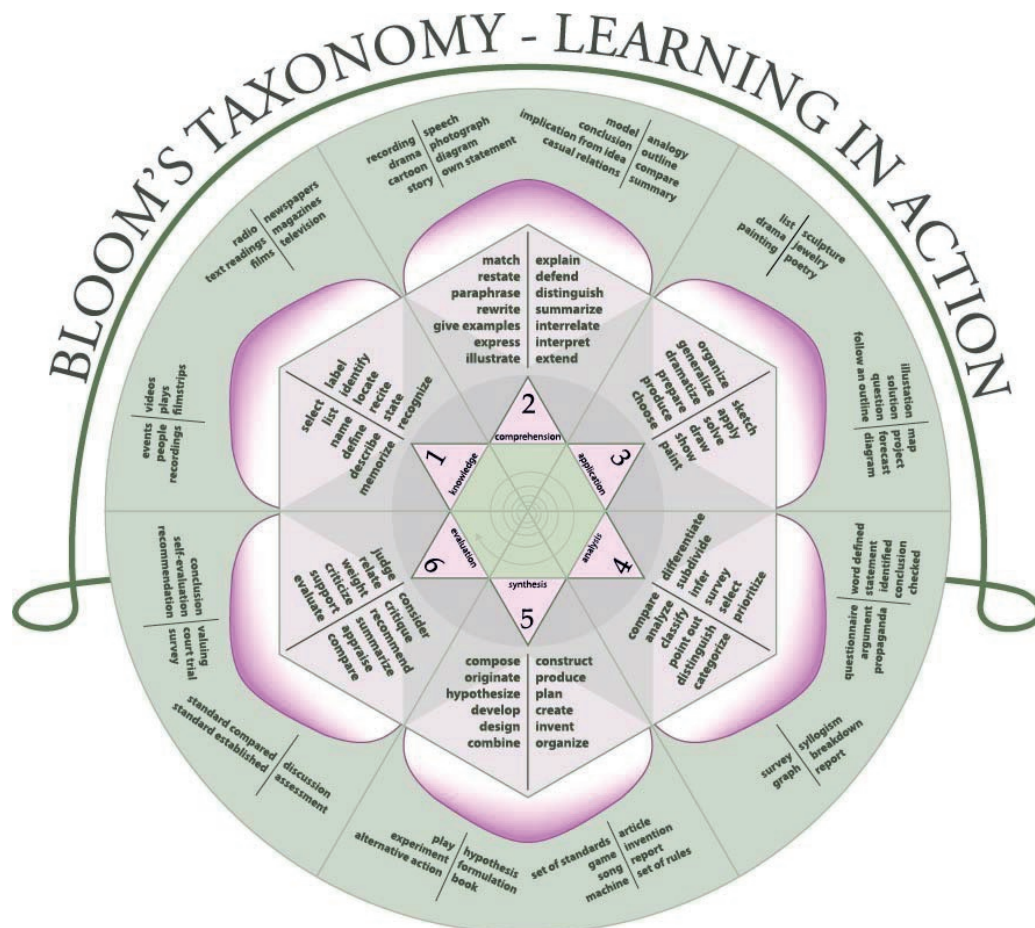 BLOOM'S TAXONOMY - LEARNING IN ACTION
recording
drama
cartoon
story
speech
photograph
diagram
own statement
model
conclusion
implication from idea
casual relations
analogy
outline
compare
summary
radio
text readings
films
newspapers
magazines
television
list
drama
painting
sculpture
jewelry
poetry
videos
plays
filmstrips
events
people
recordings
illustation
solution
question
follow an outline
map
project
forecast
diagram
match
restate
paraphrase
rewrite
give examples
express
illustrate
explain
defend
distinguish
summarize
interrelate
interpret
extend
select
list
name
define
describe
memorize
label
identify
locate
recite
state
recognize
organize
generalize
dramatize
prepare
produce
choose
sketch
apply
solve
draw
show
paint
1
knowledge
2
comprehension
3
application
4
analysis
5
synthesis
6
evaluation
judge
relate
weight
criticize
support
evaluate
consider
critique
recommend
summarize
appraise
compare
compare
analyze
classify
point out
distinguish
categorize
differentiate
subdivide
infer
survey
select
prioritize
compose
originate
hypothesize
develop
design
combine
construct
produce
plan
create
invent
organize
conclusion
self-evaluation
recommendation
valuing
court trial
survey
word defined
statement
identified
conclusion
checked
questionnaire
argument
propaganda
standard compared
standard established
discussion
assessment
survey
graph
syllogism
breakdown
report
play
experiment
alternative action
hypothesis
formulation
book
set of standards
game
song
machine
article
invention
report
set of rules